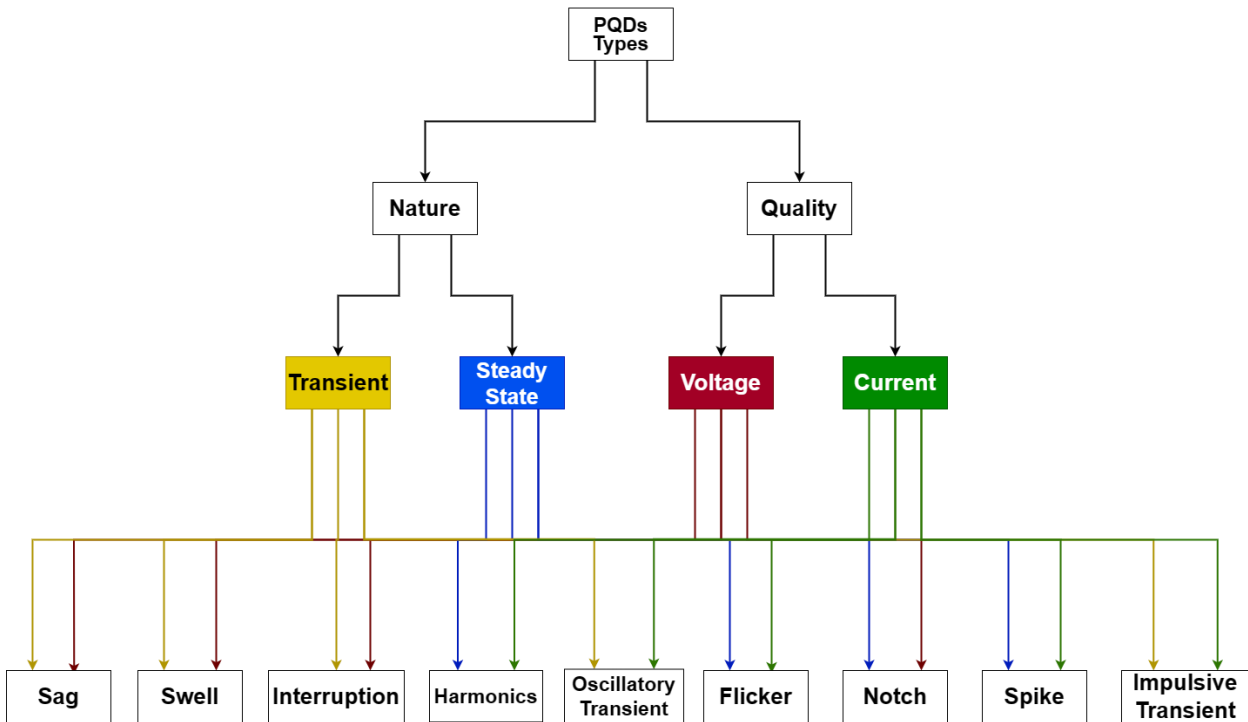 PQDs
Types
Nature
Quality
Transient
Steady
State
Voltage
Current
Sag
Swell
Interruption
Harmonics
Oscillatory
Transient
Flicker
Notch
Spike
Impulsive
Transient